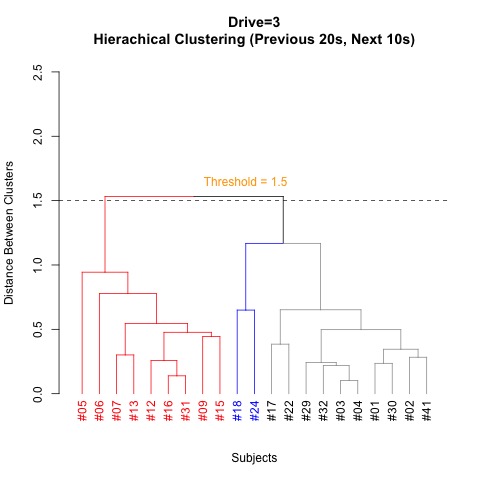 Drive=3
Hierachical Clustering (Previous 20s, Next 10s)
2.5
2.0
1.5
1.0
0.5
0.0
Distance Between Clusters
Threshold = 1.5
#05 #06 #07 #13 #12 #16 #31 #09 #15 #18 #24 #17 #22 #29 #32 #03 #04 #01 #30 #02 #41
Subjects